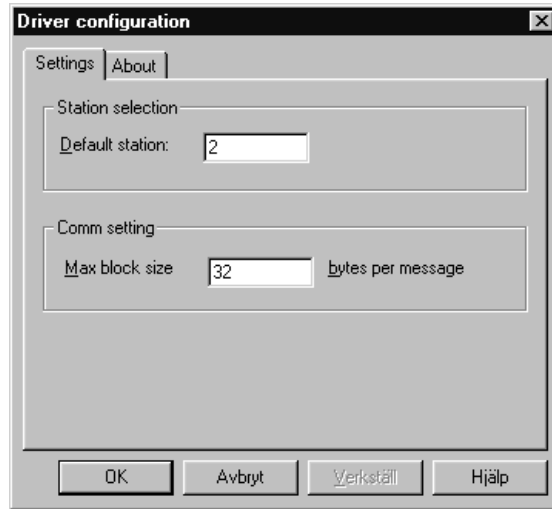 Driver configuration
Settings About
Station selection
Default station: 2
Comm setting
Max block size 32 bytes per message
OK Avbryt Verkställ Hjälp